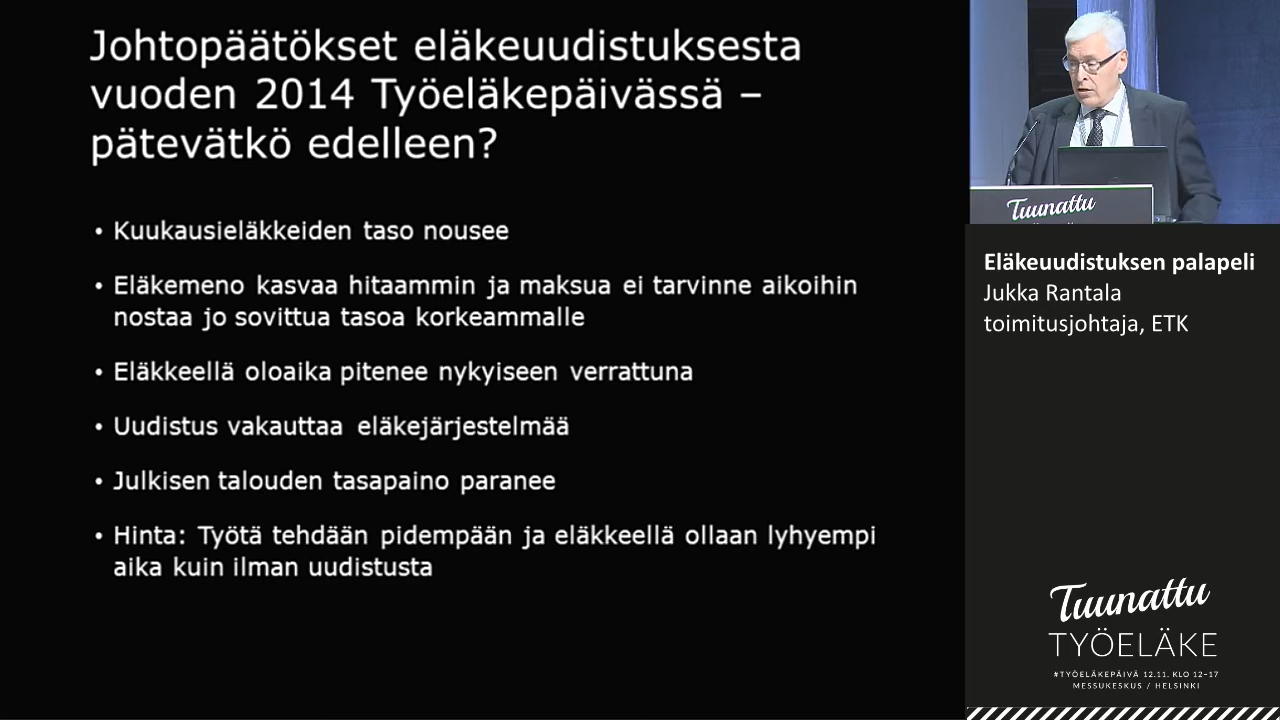 Johtopäätökset eläkeuudistuksesta
vuoden 2014 Työeläkepäivässä –
pätevätkö edelleen?
• Kuukausieläkkeiden taso nousee
• Eläkemeno kasvaa hitaammin ja maksua ei tarvinne aikoihin
nostaa jo sovittua tasoa korkeammalle
• Eläkkeellä oloaika pitenee nykyiseen verrattuna
• Uudistus vakauttaa eläkejärjestelmää
• Julkisen talouden tasapaino paranee
• Hinta: Työtä tehdään pidempään ja eläkkeellä ollaan lyhyempi
aika kuin ilman uudistusta
Tuunattu
Eläkeuudistuksen palapeli
Jukka Rantala
toimitusjohtaja, ETK
Tuunattu
TYÖELÄKE
#TYÖELÄKEPÄIVÄ 12.11. KLO 12–17
MESSUKESKUS / HELSINKI